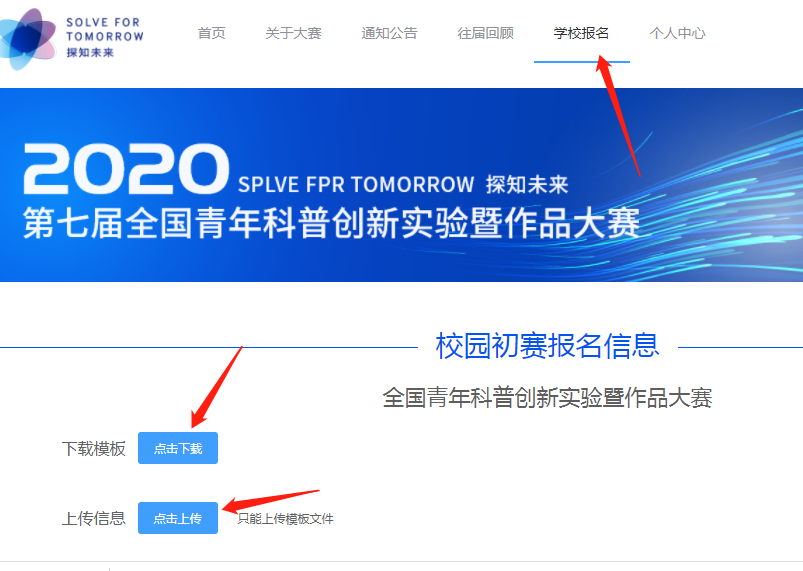 SOLVE FOR
TOMORROW
探知未来
首页 关于大赛 通知公告 往届回顾 学校报名 个人中心
2020 SPLVE FPR TOMORROW 探知未来
第七届全国青年科普创新实验暨作品大赛
校园初赛报名信息
全国青年科普创新实验暨作品大赛
下载模板 点击下载
上传信息 点击上传 只能上传模板文件